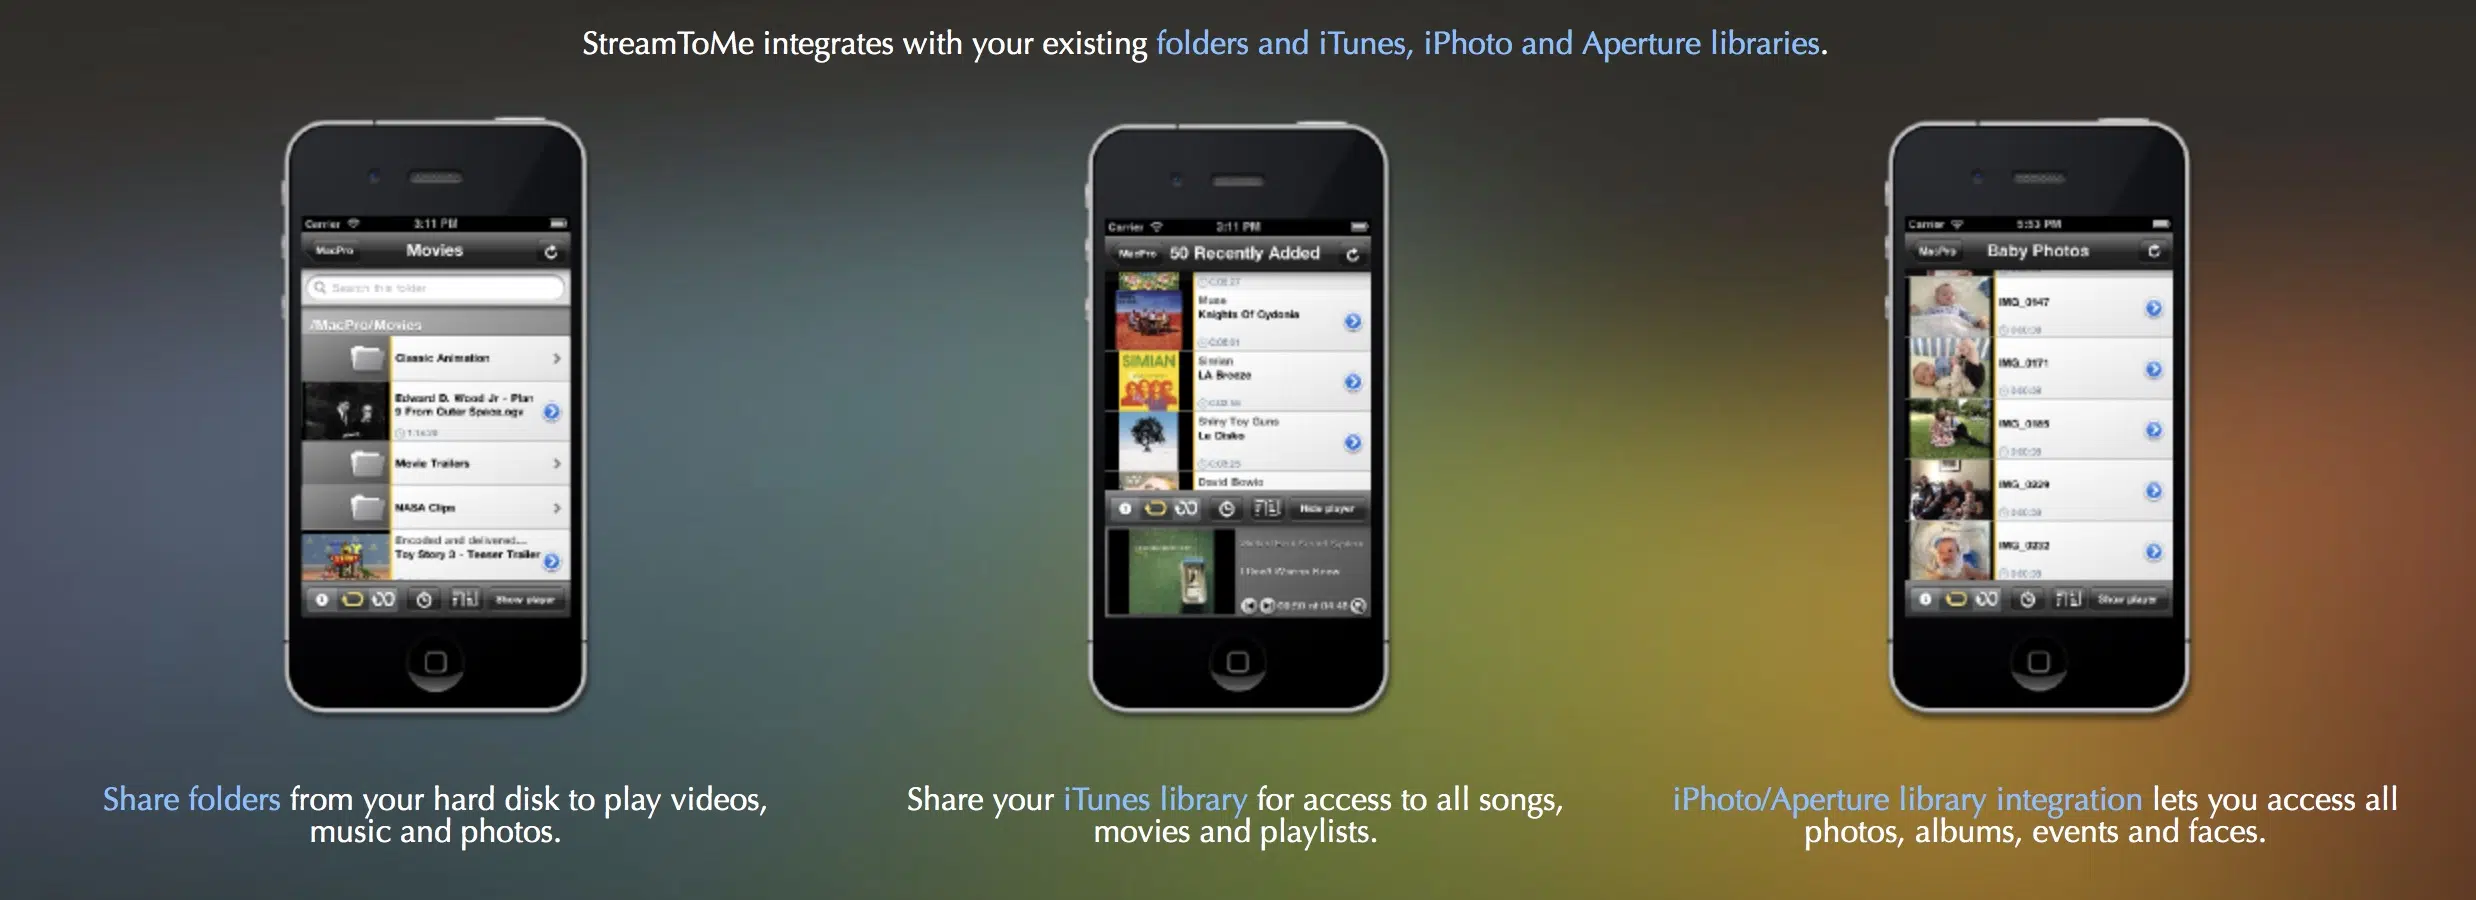 StreamToMe integrates with your existing folders and iTunes, iPhoto and Aperture libraries.
Carrier 3:11 PM
MacPro Movies
Search this folder
/MacPro/Movies
Classic Animation
Edward D. Wood Jr - Plan
9 From Outer Space.ogv
Movie Trailers
NASA Clips
Encoded and delivered...
Toy Story 3 - Teaser Trailer
Show player
Carrier 3:11 PM
MacPro 50 Recently Added
Muse
Knights Of Cydonia
SIMIAN
Simian
LA Breeze
Shiny Toy Guns
Le Disko
David Bowie
Hide player
I Don't Wanna Know
00:50 of 04:48
Carrier 5:53 PM
MacPro Baby Photos
IMG_0147
IMG_0171
IMG_0185
IMG_0229
IMG_0232
Show player
Share folders from your hard disk to play videos,
music and photos.
Share your iTunes library for access to all songs,
movies and playlists.
iPhoto/Aperture library integration lets you access all
photos, albums, events and faces.